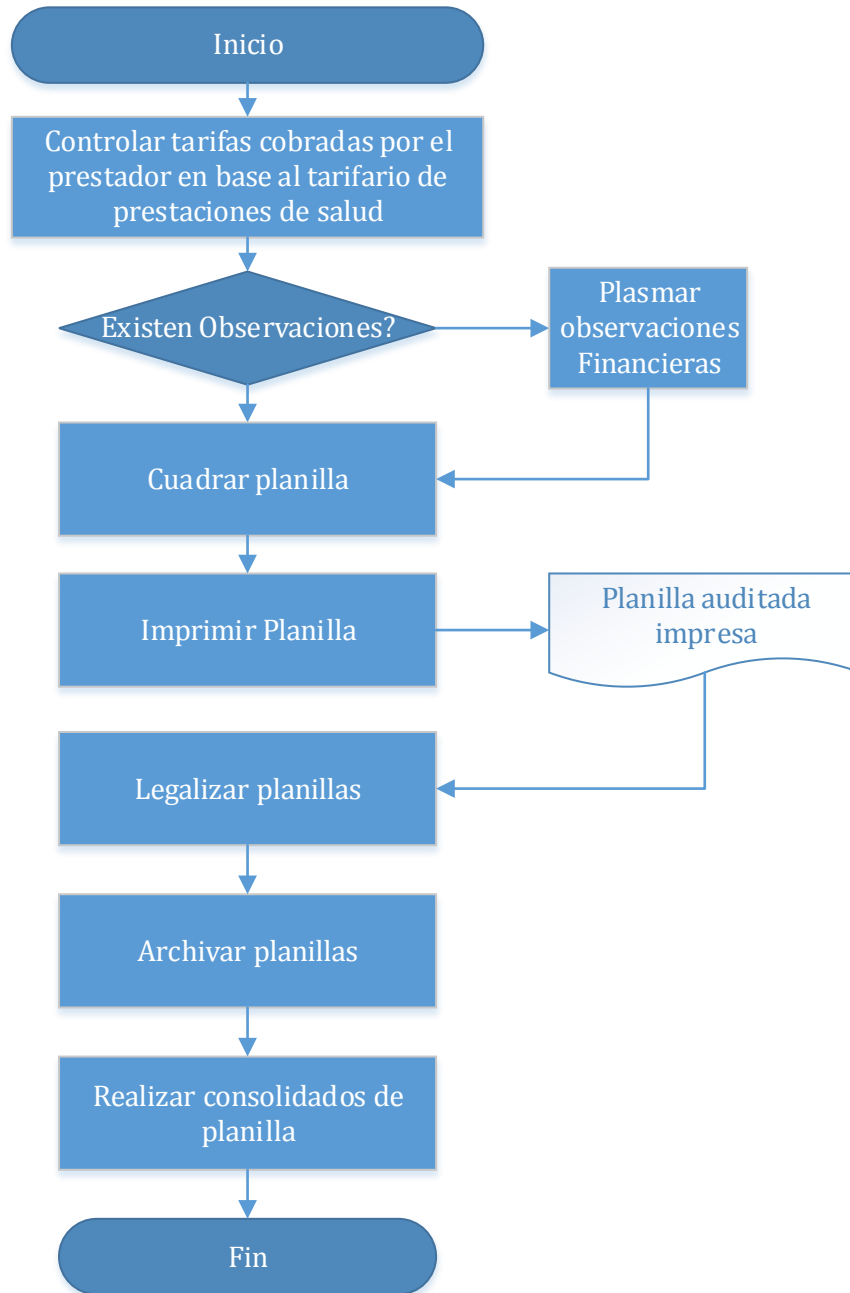 Inicio
Controlar tarifas cobradas por el
prestador en base al tarifario de
prestaciones de salud
Existen Observaciones?
Plasmar
observaciones
Financieras
Cuadrar planilla
Imprimir Planilla
Planilla auditada
impresa
Legalizar planillas
Archivar planillas
Realizar consolidados de
planilla
Fin